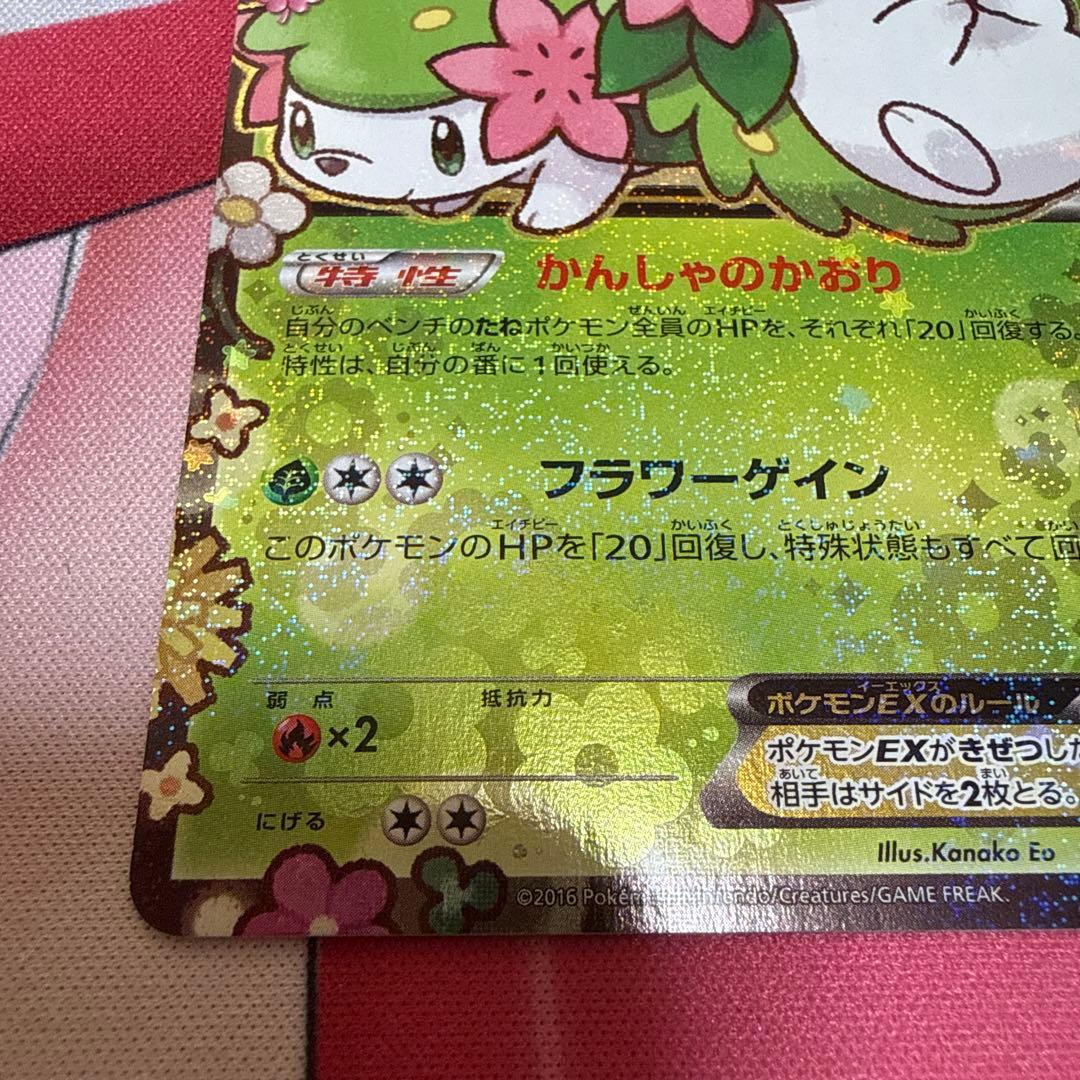 とくせい
特性 かんしゃのかおり
じぶん ぜんいん エイチピー かいふく
自分のベンチのたねポケモン全員のHPを、それぞれ「20」回復する。
とくせい じぶん ばん かいつか
特性は、自分の番に1回使える。
フラワーゲイン
エイチピー かいふく とくしゅじょうたい
このポケモンのHPを「20」回復し、特殊状態もすべて回
弱点 抵抗力
×2
イーエックス
ポケモンEXのルール
ポケモンEXがきぜつした
あいて まい
相手はサイドを2枚とる。
にげる
Illus.Kanako Eo
©2016 Pokémon/Nintendo/Creatures/GAME FREAK.